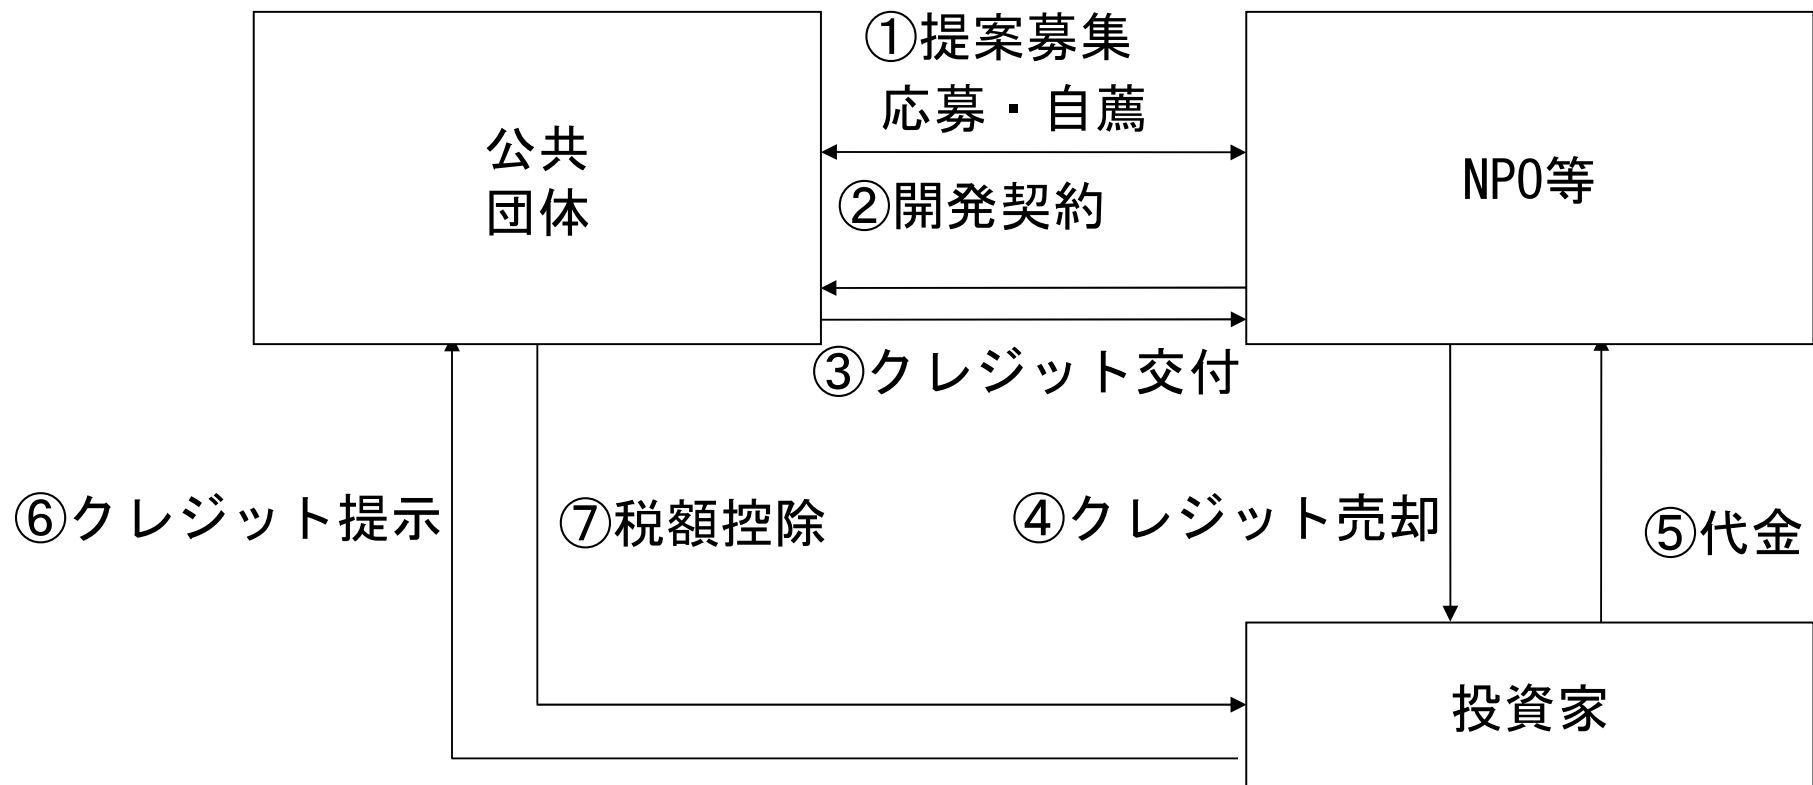 ①提案募集
応募・自薦
公共
団体
NPO等
②開発契約
③クレジット交付
⑥クレジット提示
⑦税額控除
④クレジット売却
⑤代金
投資家